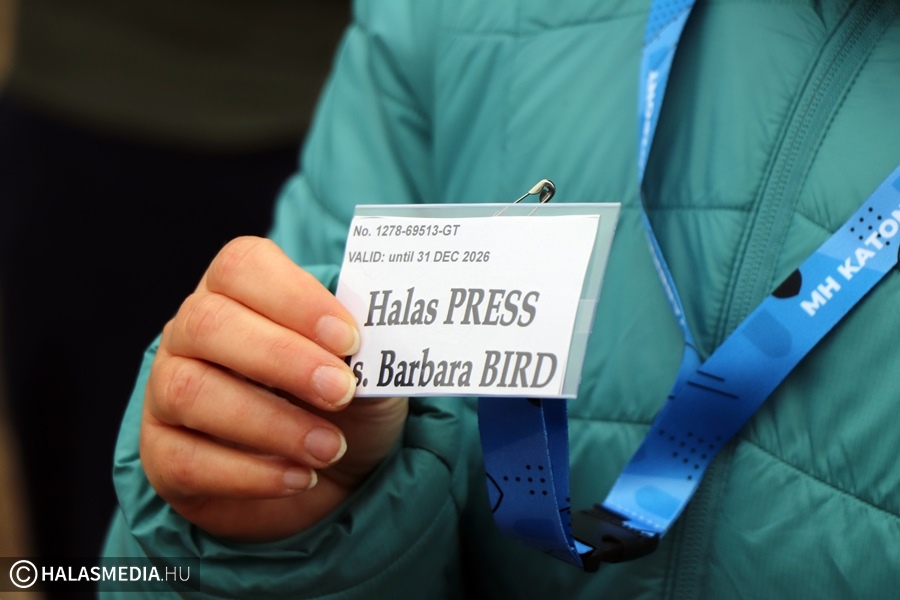 No. 1278-69513-GT
VALID: until 31 DEC 2026
Halas PRESS
s. Barbara BIRD
MH KATON
©HALASMEDIA.HU